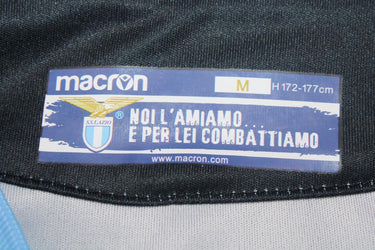 macron M H 172-177cm
S.S. LAZIO ®
NOI L'AMIAMO...
...E PER LEI COMBATTIAMO
www.macron.com